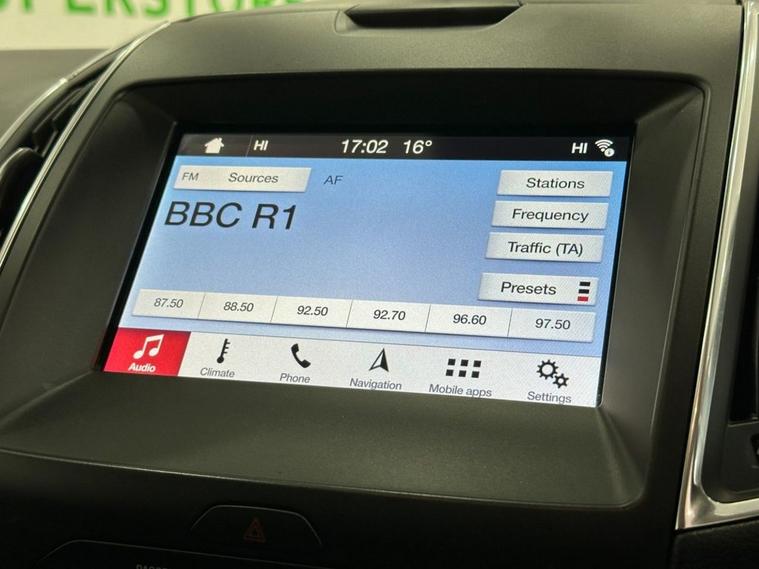 HI 17:02 16° HI
FM Sources AF
Stations
BBC R1
Frequency
Traffic (TA)
Presets
87.50 88.50 92.50 92.70 96.60 97.50
Audio Climate Phone Navigation Mobile apps Settings